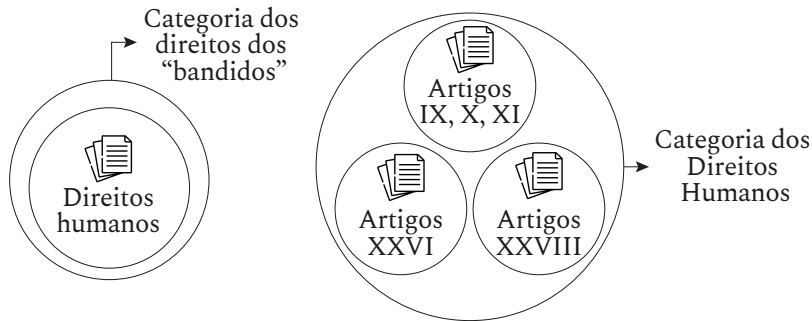 Categoria dos
direitos dos
“bandidos”
Direitos
humanos
Artigos
IX, X, XI
Artigos
XXVI
Artigos
XXVIII
Categoria dos
Direitos
Humanos